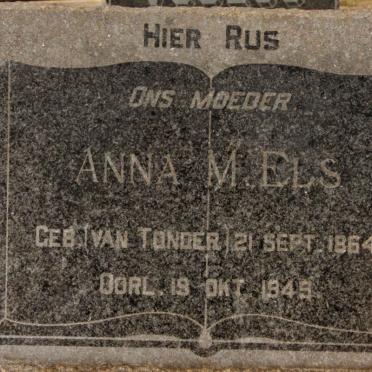 HIER RUS
ONS MOEDER
ANNA M. ELS
GEB. (VAN TONDER) 21 SEPT. 1864
OORL. 19 OKT. 1949